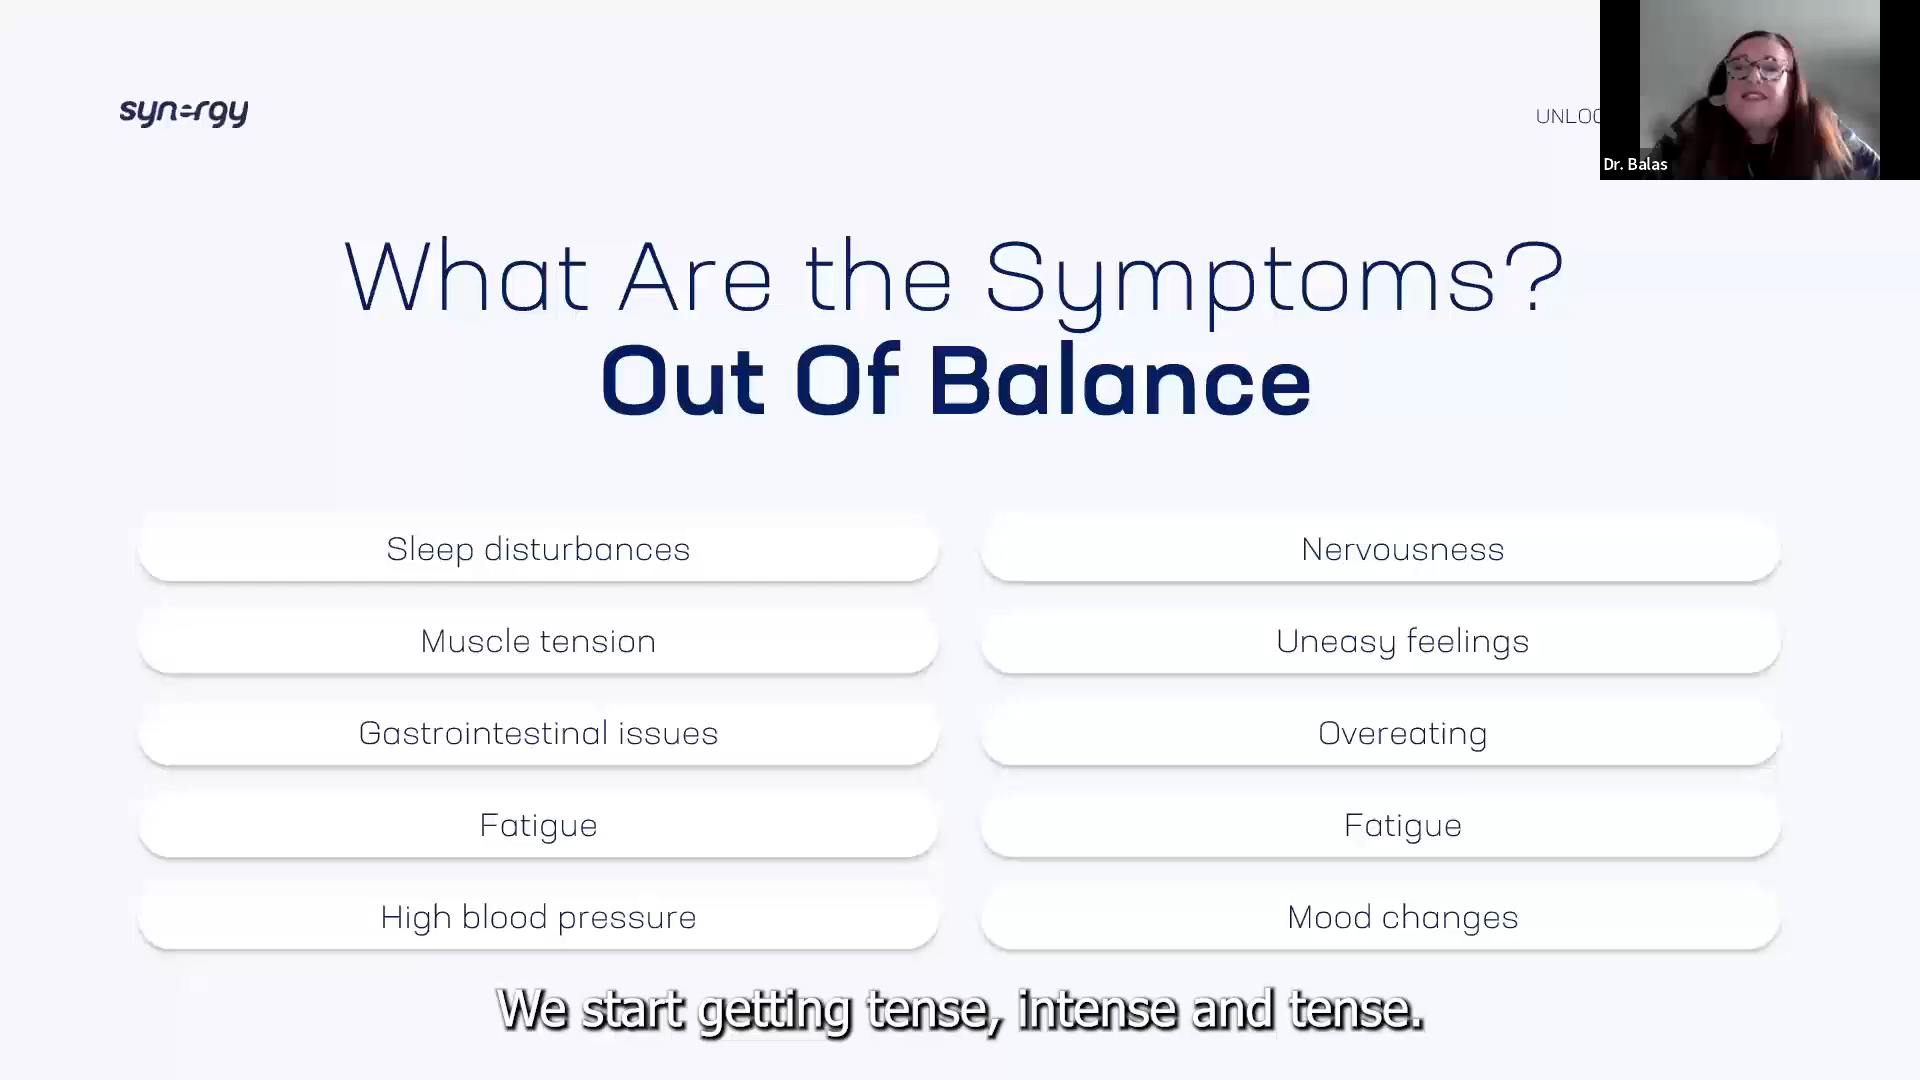 synergy
UNLOC
Dr. Balas
What Are the Symptoms?
Out Of Balance
Sleep disturbances
Nervousness
Muscle tension
Uneasy feelings
Gastrointestinal issues
Overeating
Fatigue
Fatigue
High blood pressure
Mood changes
We start getting tense, intense and tense.